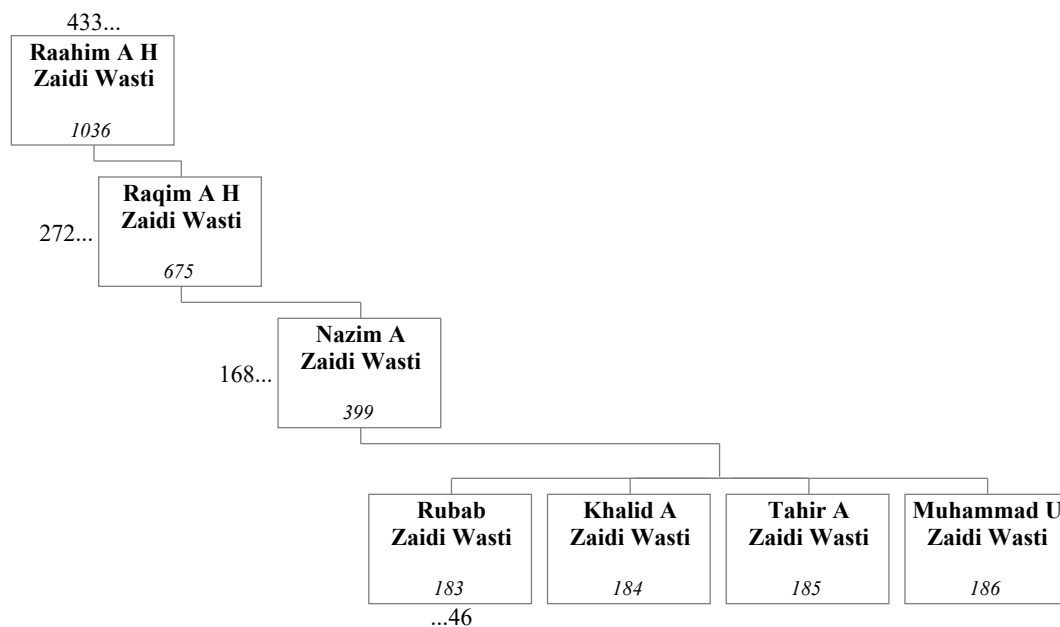 433...
Raahim A H
Zaidi Wasti
1036
Raqim A H
Zaidi Wasti
272...
675
Nazim A
Zaidi Wasti
168...
399
Rubab
Zaidi Wasti
183
...46
Khalid A
Zaidi Wasti
184
Tahir A
Zaidi Wasti
185
Muhammad U
Zaidi Wasti
186